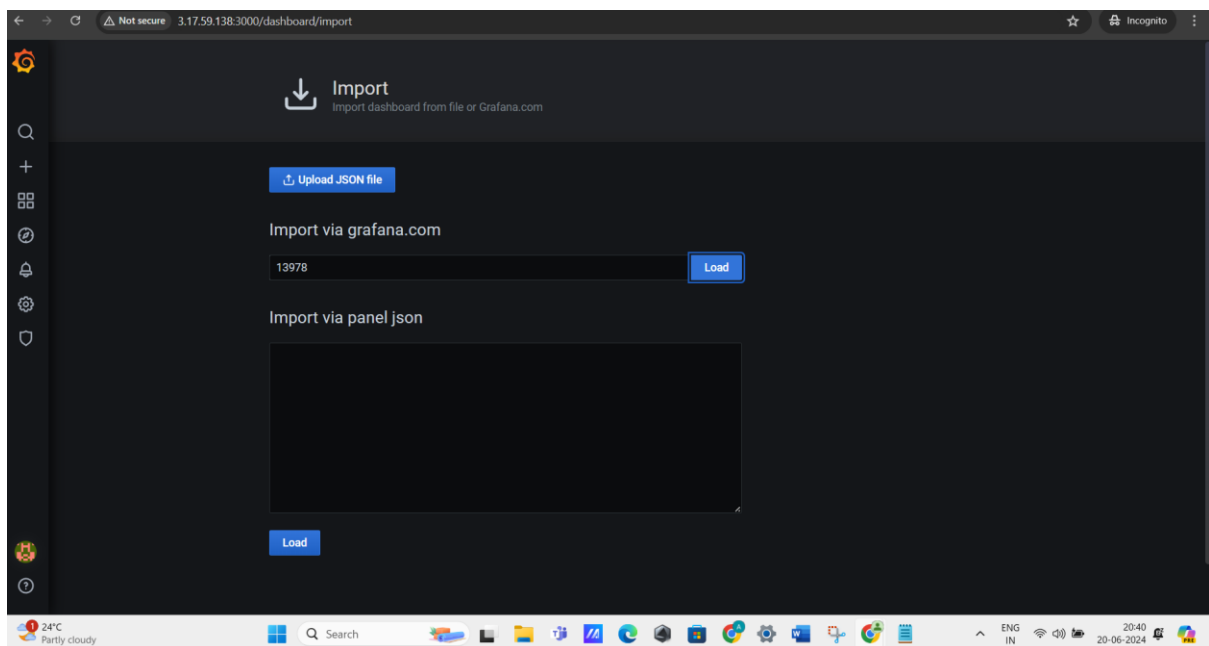 Not secure 3.17.59.138:3000/dashboard/import Incognito
Import
Import dashboard from file or Grafana.com
Upload JSON file
Import via grafana.com
13978 Load
Import via panel json
Load
1 24°C
Partly cloudy
Search
ENG
IN
20:40
20-06-2024
PRE